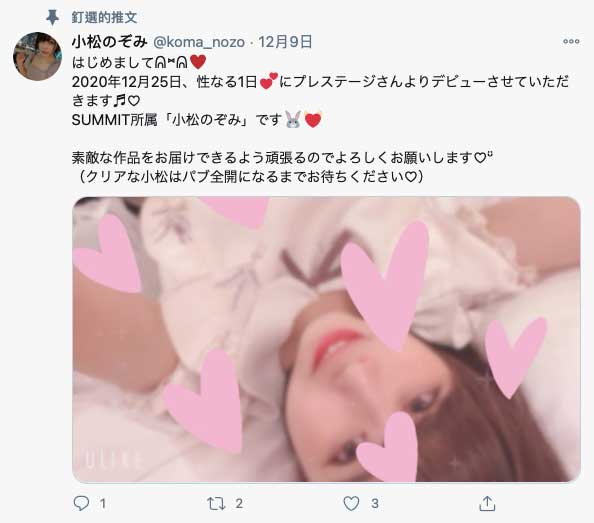 釘選的推文
小松のぞみ @koma_nozo · 12月9日
はじめましてᕱ⑅ᕱ♥
2020年12月25日、性なる1日💕にプレステージさんよりデビューさせていただ
きます♬♡
SUMMIT所属「小松のぞみ」です🐰💓
素敵な作品をお届けできるよう頑張るのでよろしくお願いします♡ᐡ
（クリアな小松はパブ全開になるまでお待ちください♡）
ULIKE
1 2 3